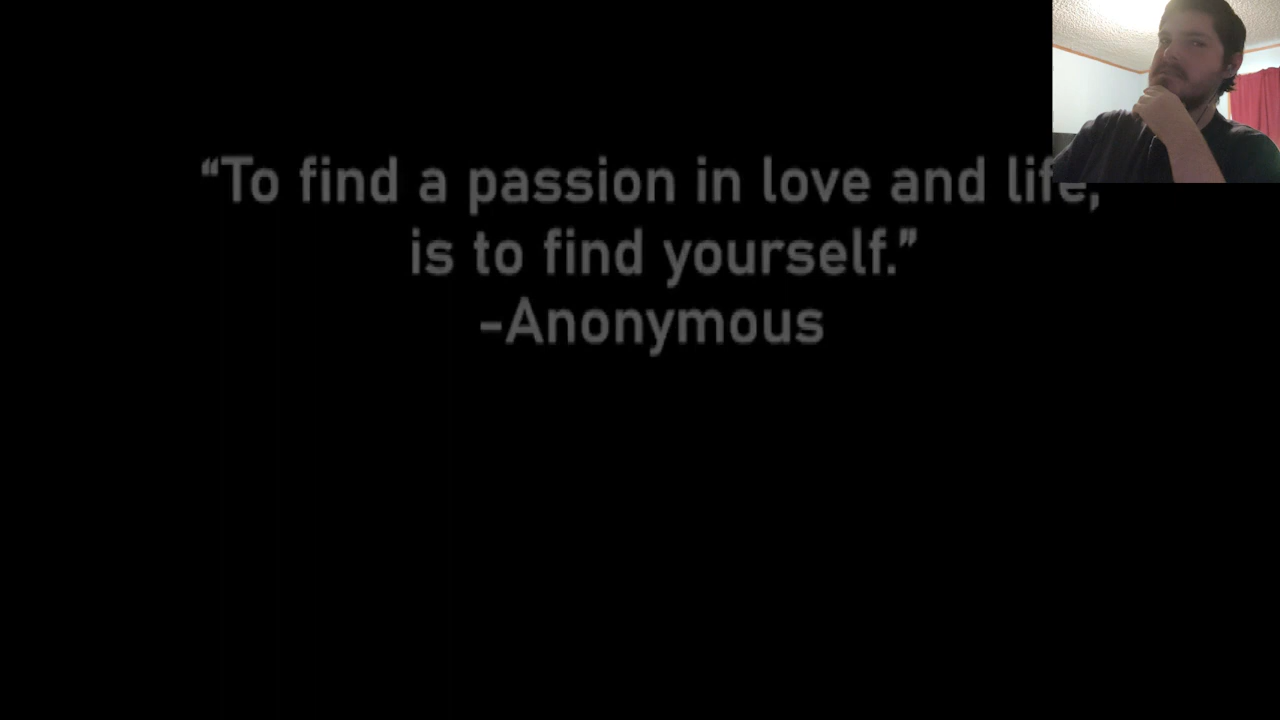 “To find a passion in love and life,
is to find yourself.”
-Anonymous